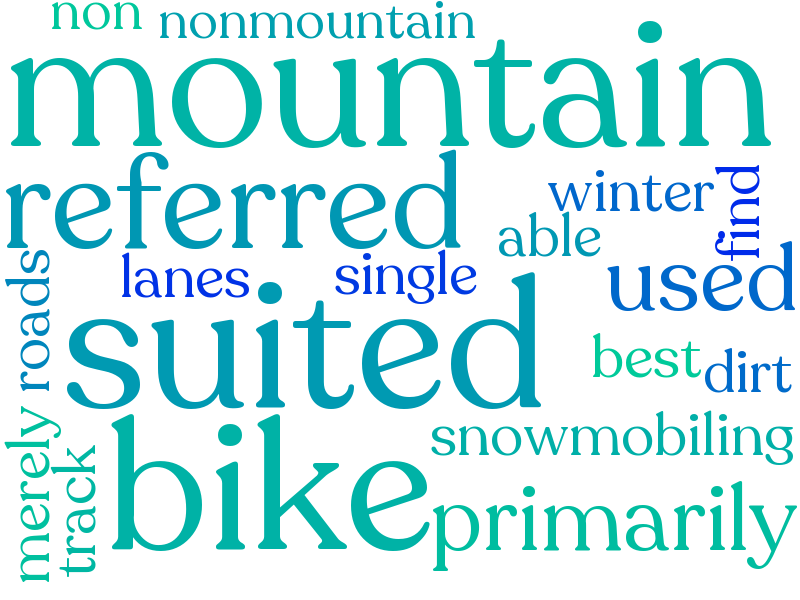 non
nonmountain
mountain
referred
winter
find
able
lanes
single
used
roads
suited
best
dirt
merely
track
bike
snowmobiling
primarily